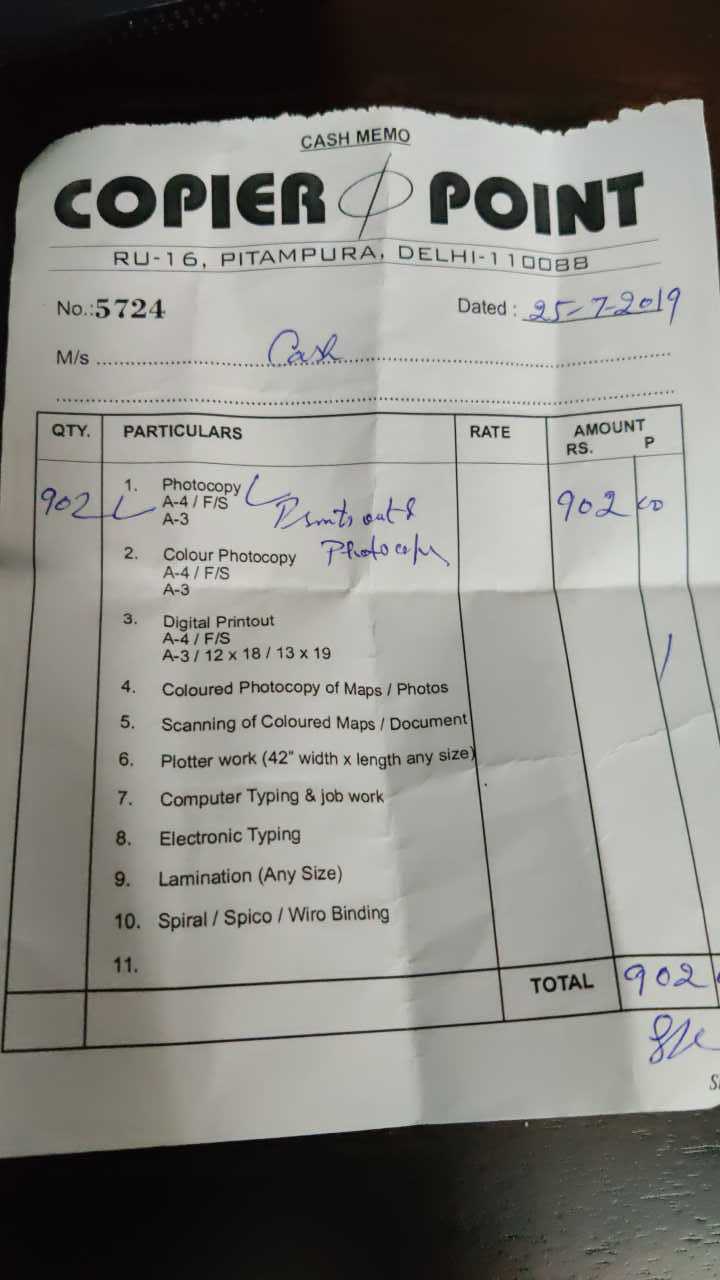 CASH MEMO
COPIER POINT
RU-16, PITAMPURA, DELHI-110088
No.:5724 Dated : 25-7-2019
M/s Cash
QTY. PARTICULARS RATE AMOUNT
RS. P
902 1. Photocopy 902 00
A-4 / F/S Prints out &
A-3
2. Colour Photocopy Photocopy
A-4 / F/S
A-3
3. Digital Printout
A-4 / F/S
A-3 / 12 x 18 / 13 x 19
4. Coloured Photocopy of Maps / Photos
5. Scanning of Coloured Maps / Document
6. Plotter work (42" width x length any size)
7. Computer Typing & job work
8. Electronic Typing
9. Lamination (Any Size)
10. Spiral / Spico / Wiro Binding
11.
TOTAL 902